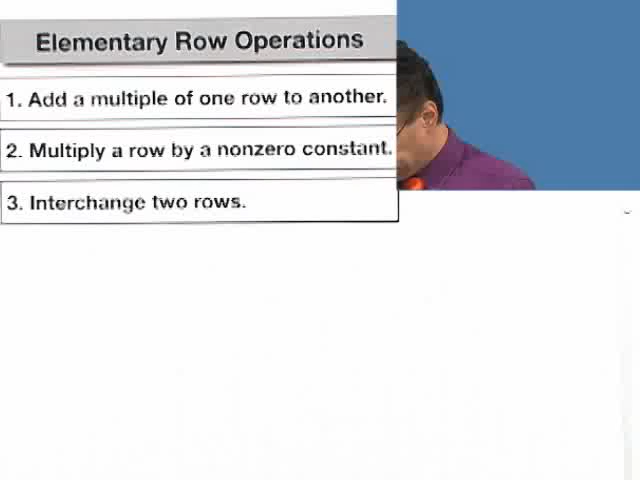 Elementary Row Operations
1. Add a multiple of one row to another.
2. Multiply a row by a nonzero constant.
3. Interchange two rows.